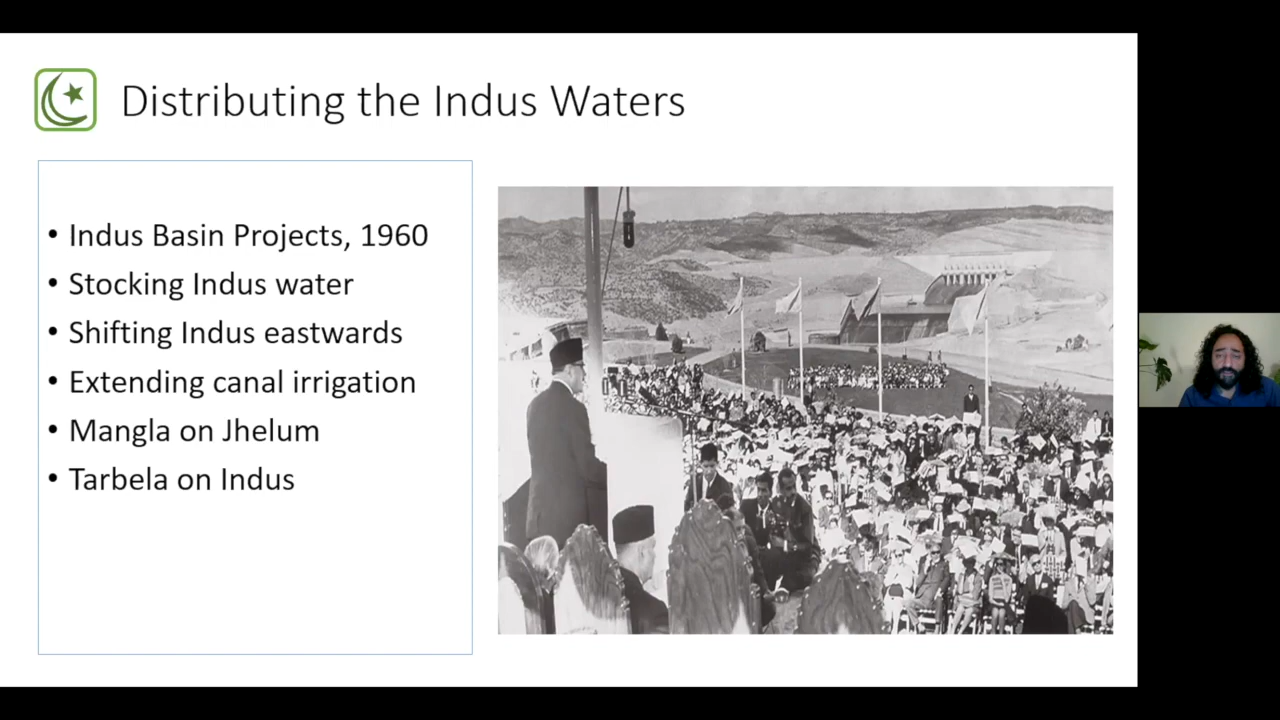 Distributing the Indus Waters
• Indus Basin Projects, 1960
• Stocking Indus water
• Shifting Indus eastwards
• Extending canal irrigation
• Mangla on Jhelum
• Tarbela on Indus